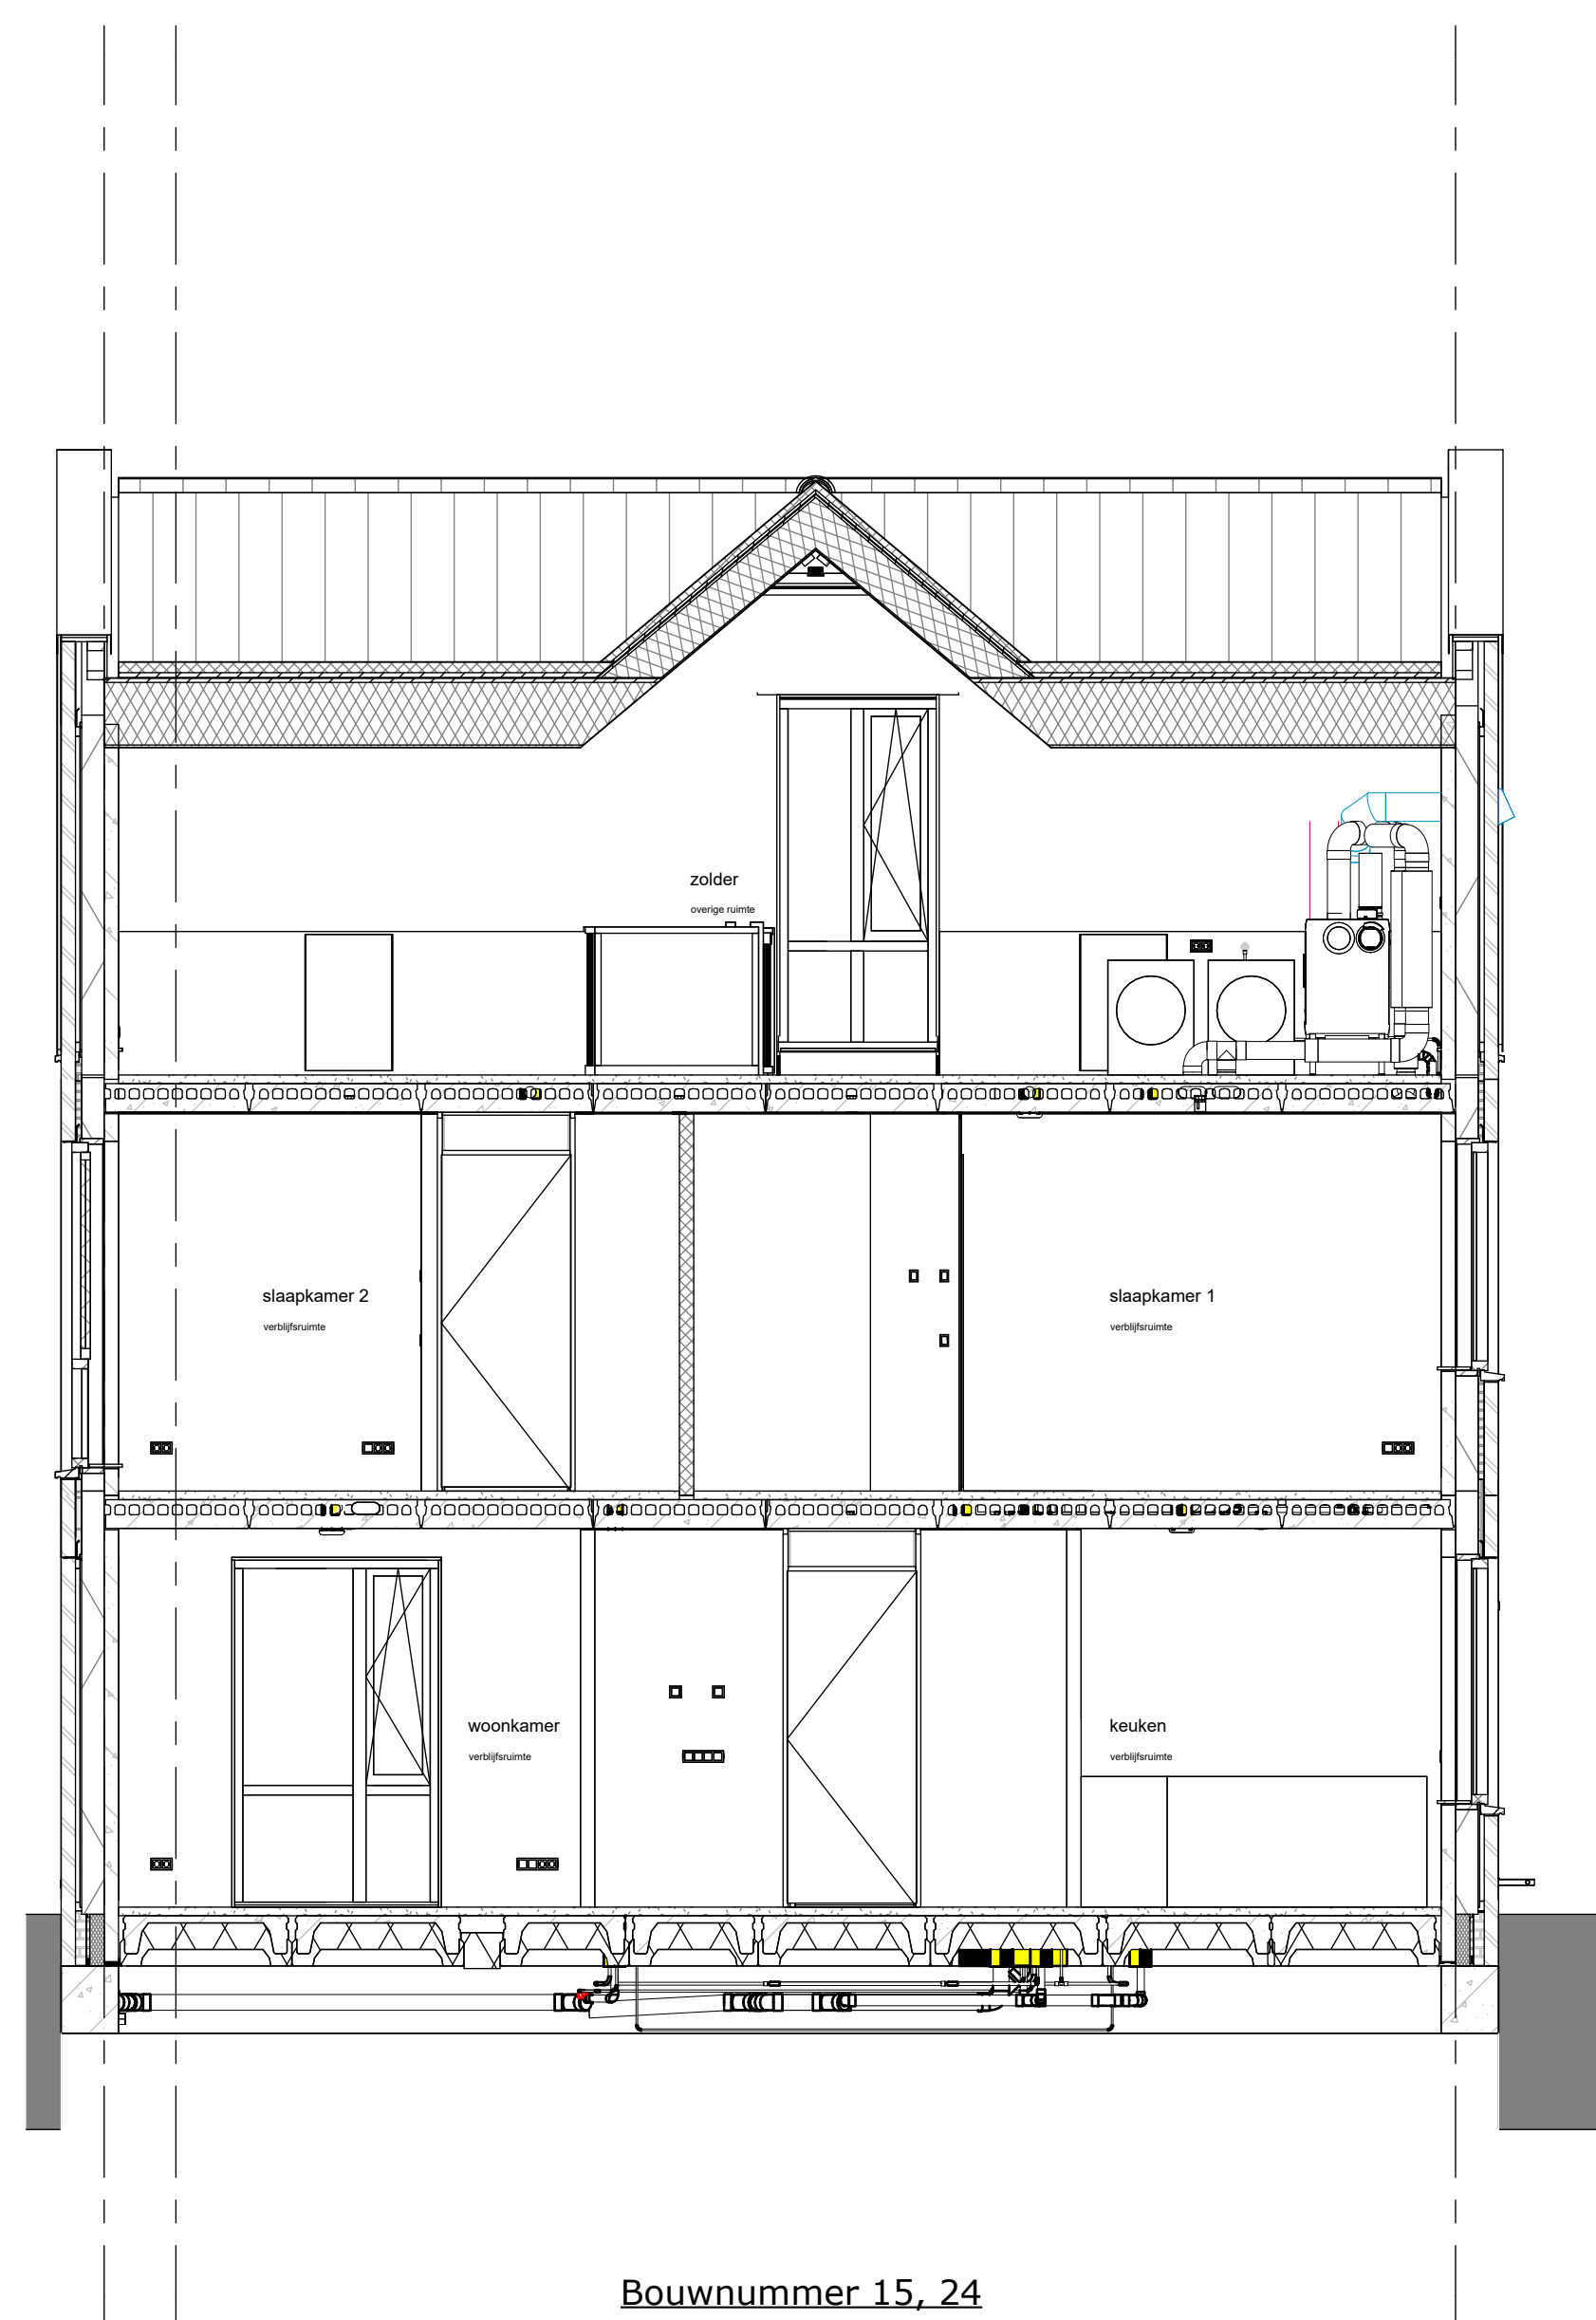 zolder
overige ruimte
slaapkamer 2
verblijfsruimte
slaapkamer 1
verblijfsruimte
woonkamer
verblijfsruimte
keuken
verblijfsruimte
Bouwnummer 15, 24